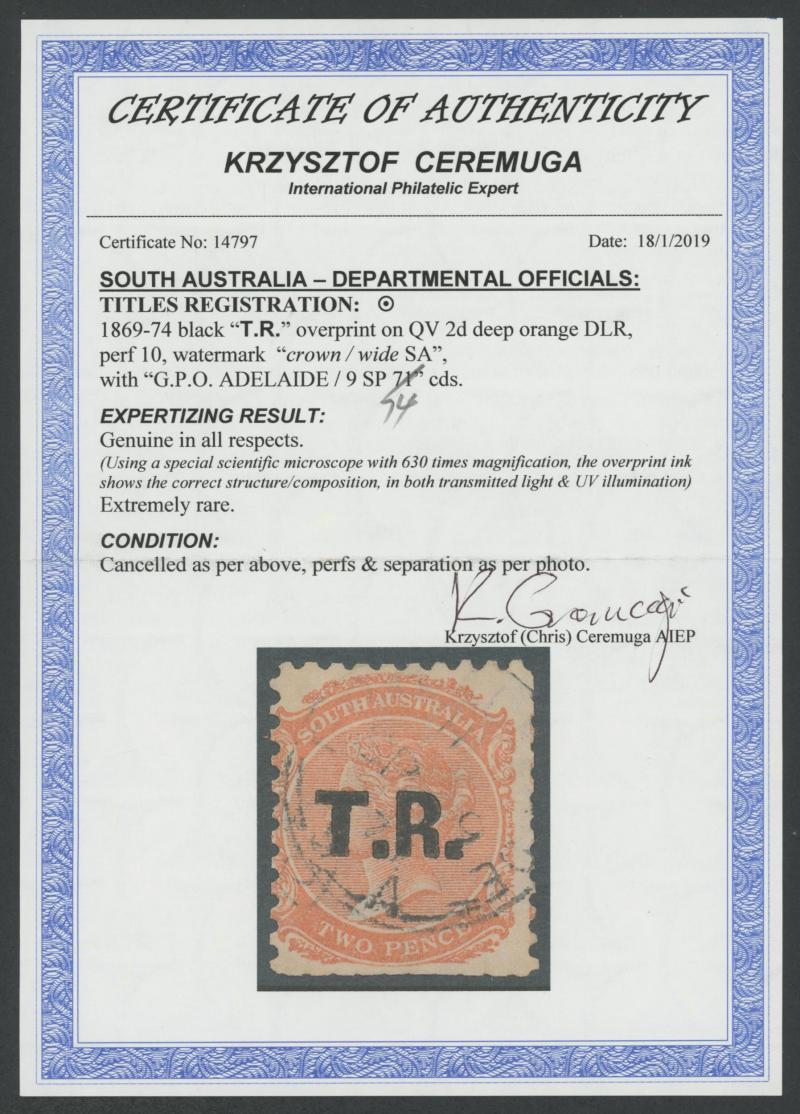 CERTIFICATE OF AUTHENTICITY
KRZYSZTOF CEREMUGA
International Philatelic Expert
Certificate No: 14797
Date: 18/1/2019
SOUTH AUSTRALIA – DEPARTMENTAL OFFICIALS:
TITLES REGISTRATION: ⊙
1869-74 black “T.R.” overprint on QV 2d deep orange DLR,
perf 10, watermark “crown / wide SA”,
with “G.P.O. ADELAIDE / 9 SP 71” cds.
74
EXPERTIZING RESULT:
Genuine in all respects.
(Using a special scientific microscope with 630 times magnification, the overprint ink
shows the correct structure/composition, in both transmitted light & UV illumination)
Extremely rare.
CONDITION:
Cancelled as per above, perfs & separation as per photo.
K. Ceremuga
Krzysztof (Chris) Ceremuga AIEP
SOUTH AUSTRALIA
T.R.
TWO PENCE